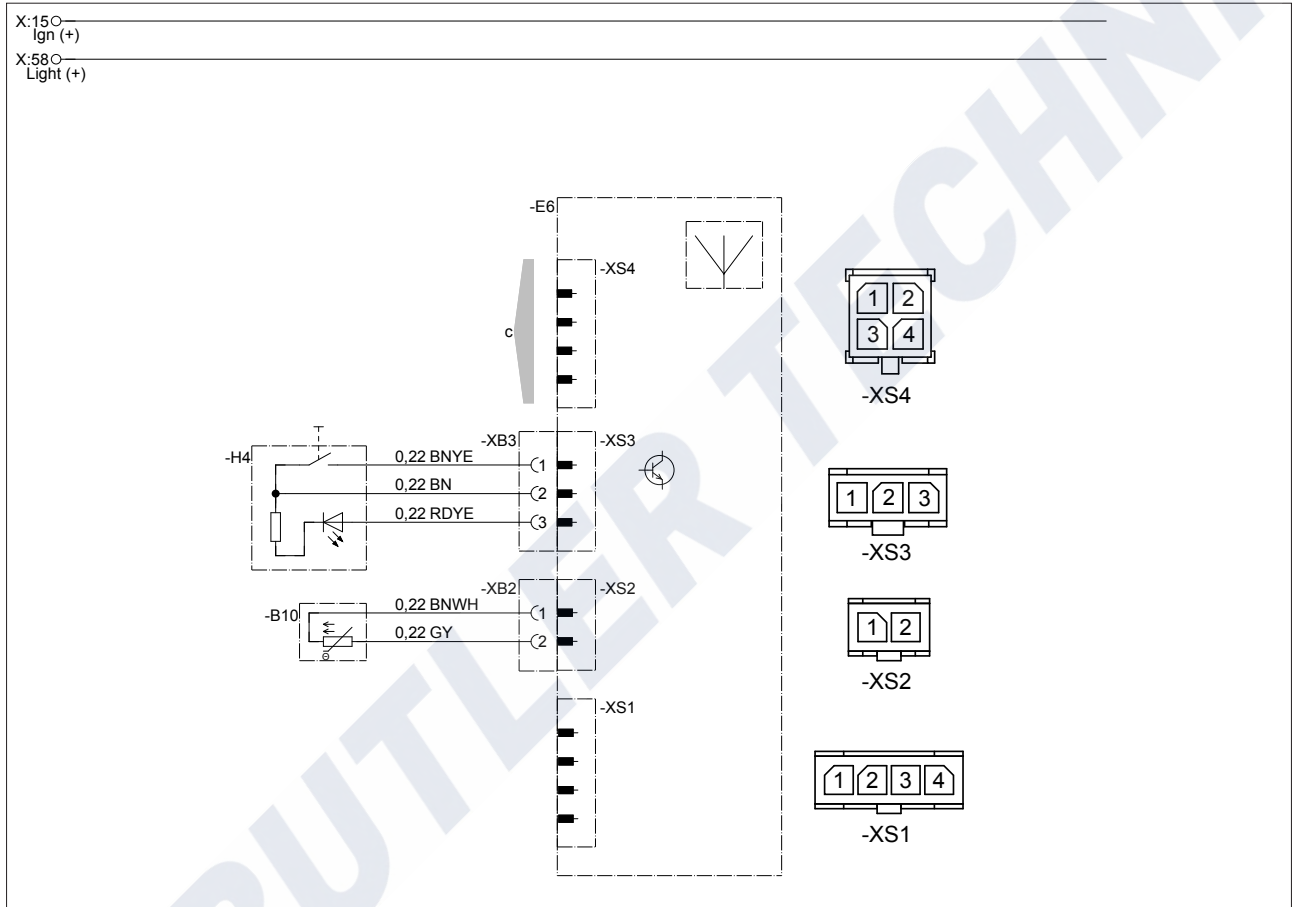 X:15
Ign (+)
X:58
Light (+)
-E6
-XS4
c
1 2
3 4
-XS4
-XB3
-XS3
-H4
0,22 BNYE
1
0,22 BN
2
0,22 RDYE
3
1 2 3
-XS3
-XB2
-XS2
-B10
0,22 BNWH
1
0,22 GY
2
Θ
1 2
-XS2
-XS1
1 2 3 4
-XS1
BUTLER TECHNI